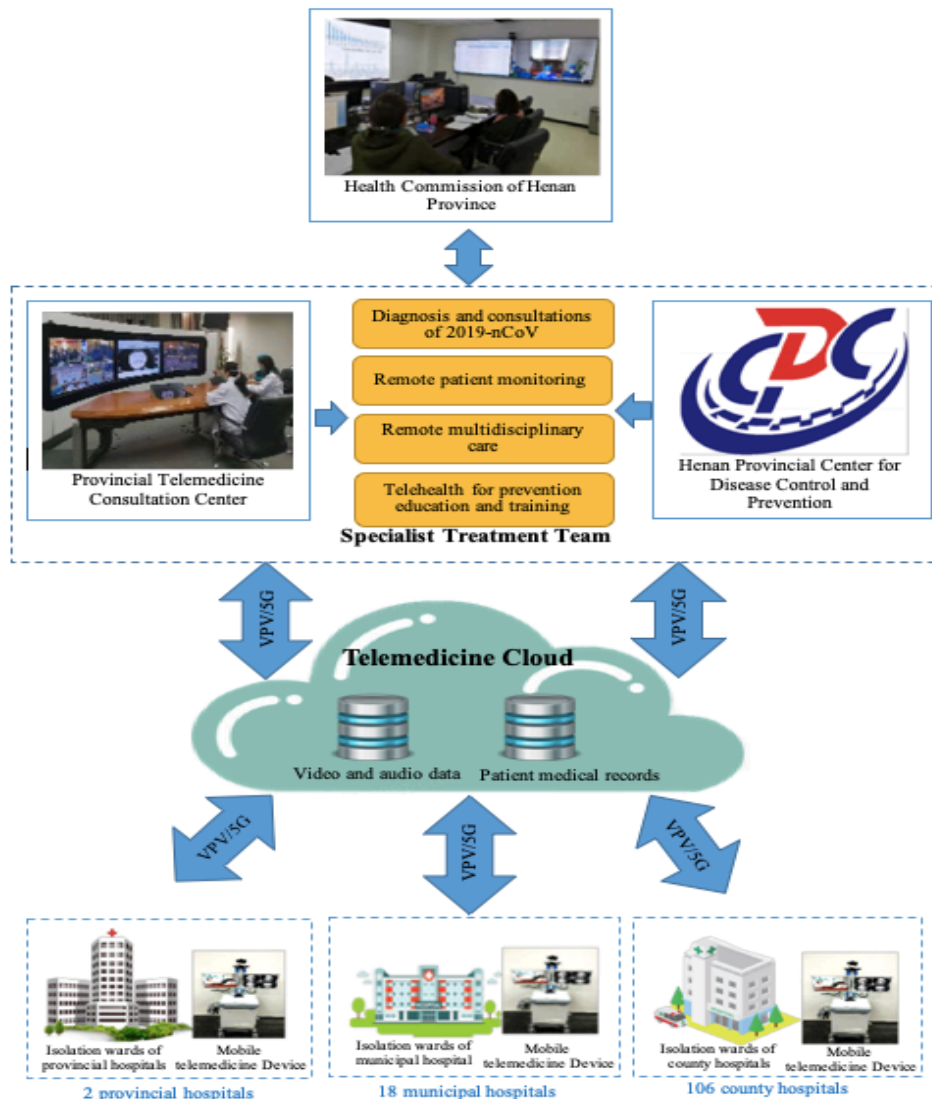 Health Commission of Henan
Province
Diagnosis and consultations
of 2019-nCoV
Remote patient monitoring
Remote multidisciplinary
care
Telehealth for prevention
education and training
Provincial Telemedicine
Consultation Center
CDC
Henan Provincial Center for
Disease Control and
Prevention
Specialist Treatment Team
VPV/5G
VPV/5G
Telemedicine Cloud
Video and audio data
Patient medical records
VPV/5G
VPV/5G
VPV/5G
Isolation wards of
provincial hospitals
Mobile
telemedicine Device
Isolation wards of
municipal hospital
Mobile
telemedicine Device
Isolation wards of
county hospitals
Mobile
telemedicine Device
2 provincial hospitals
18 municipal hospitals
106 county hospitals